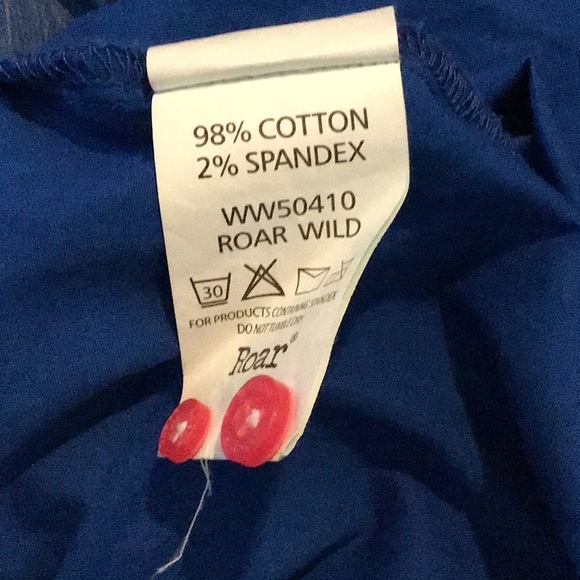 98% COTTON
2% SPANDEX
WW50410
ROAR WILD
30
FOR PRODUCTS CONTAINING SPANDEX
DO NOT TUMBLE DRY
Roar®